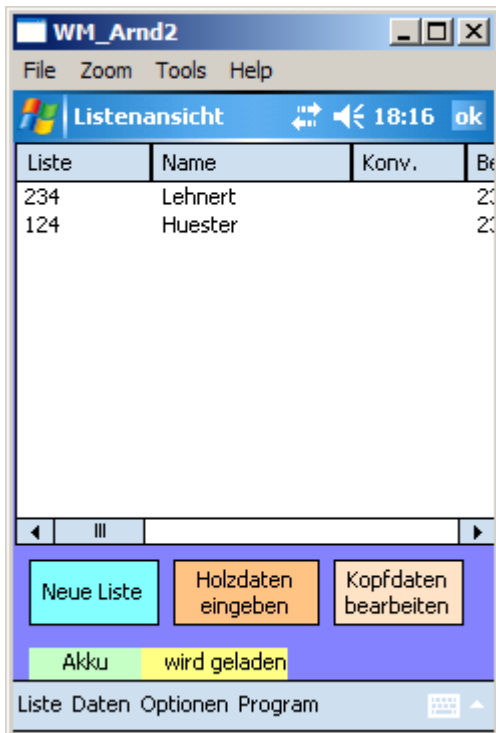 WM_Arnd2
File Zoom Tools Help
Listenansicht 18:16 ok
Liste Name Konv.
234 Lehnert
124 Huester
Neue Liste
Holzdaten eingeben
Kopfdaten bearbeiten
Akku wird geladen
Liste Daten Optionen Program